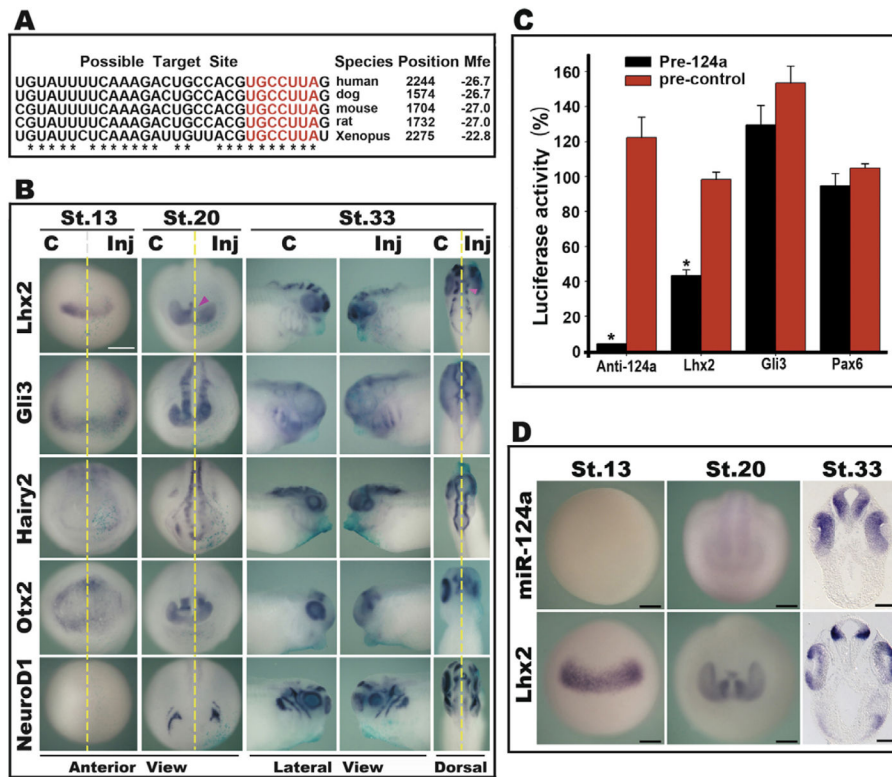 A
Possible Target Site Species Position Mfe
UGUAUUUUCAAAGACUGCCACGUGCCUUAG human 2244 -26.7
UGUAUUUUCAAAGACUGCCACGUGCCUUAG dog 1574 -26.7
CGUAUUUUCAAAGACUGCCACGUGCCUUAG mouse 1704 -27.0
CGUAUUUUCAAAGACUGCCACGUGCCUUAG rat 1732 -27.0
UGUAUUCUCAAAGAUUGUUACGUGCCUUAU Xenopus 2275 -22.8
***** ******* ** **********
B
St.13 St.20 St.33
C Inj C Inj C Inj C Inj
Lhx2
Gli3
Hairy2
Otx2
NeuroD1
Anterior View Lateral View Dorsal
C
Pre-124a
pre-control
Luciferase activity (%)
160
140
120
100
80
60
40
20
0
* *
Anti-124a Lhx2 Gli3 Pax6
D
St.13 St.20 St.33
miR-124a
Lhx2